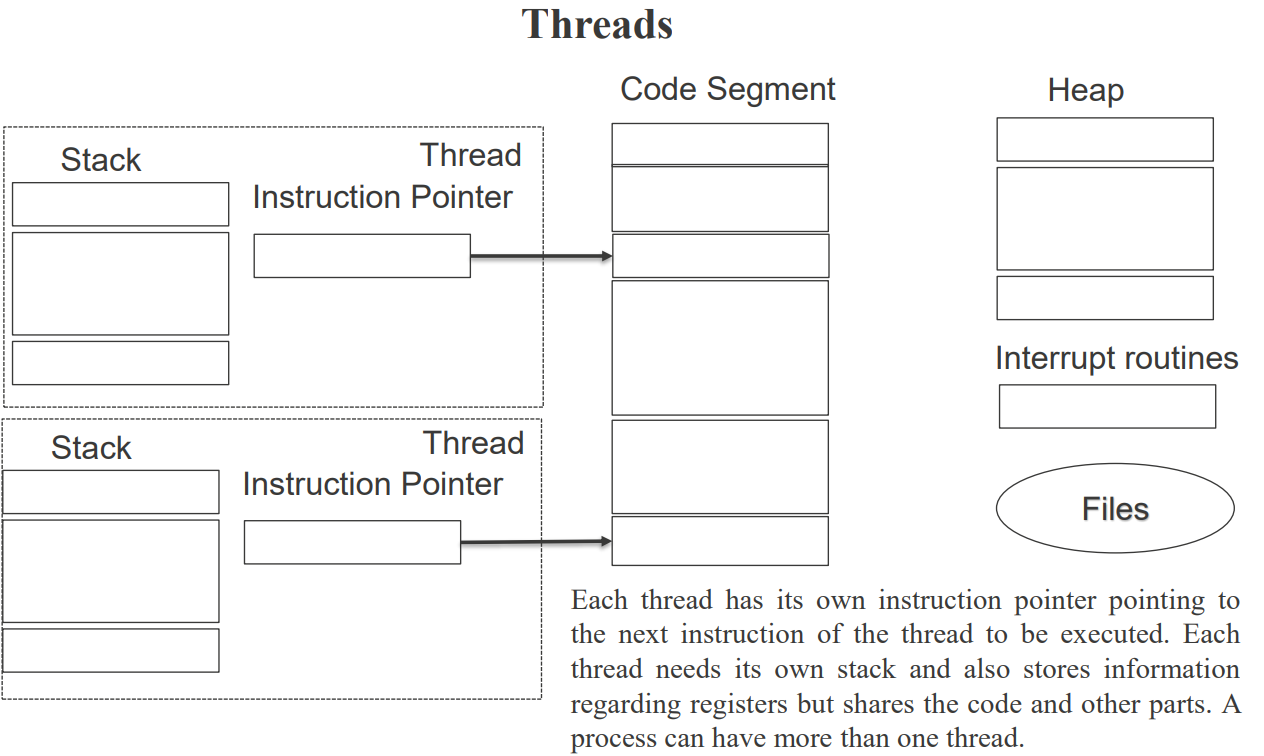 Threads
Code Segment
Heap
Stack
Thread
Instruction Pointer
Interrupt routines
Stack
Thread
Instruction Pointer
Files
Each thread has its own instruction pointer pointing to
the next instruction of the thread to be executed. Each
thread needs its own stack and also stores information
regarding registers but shares the code and other parts. A
process can have more than one thread.